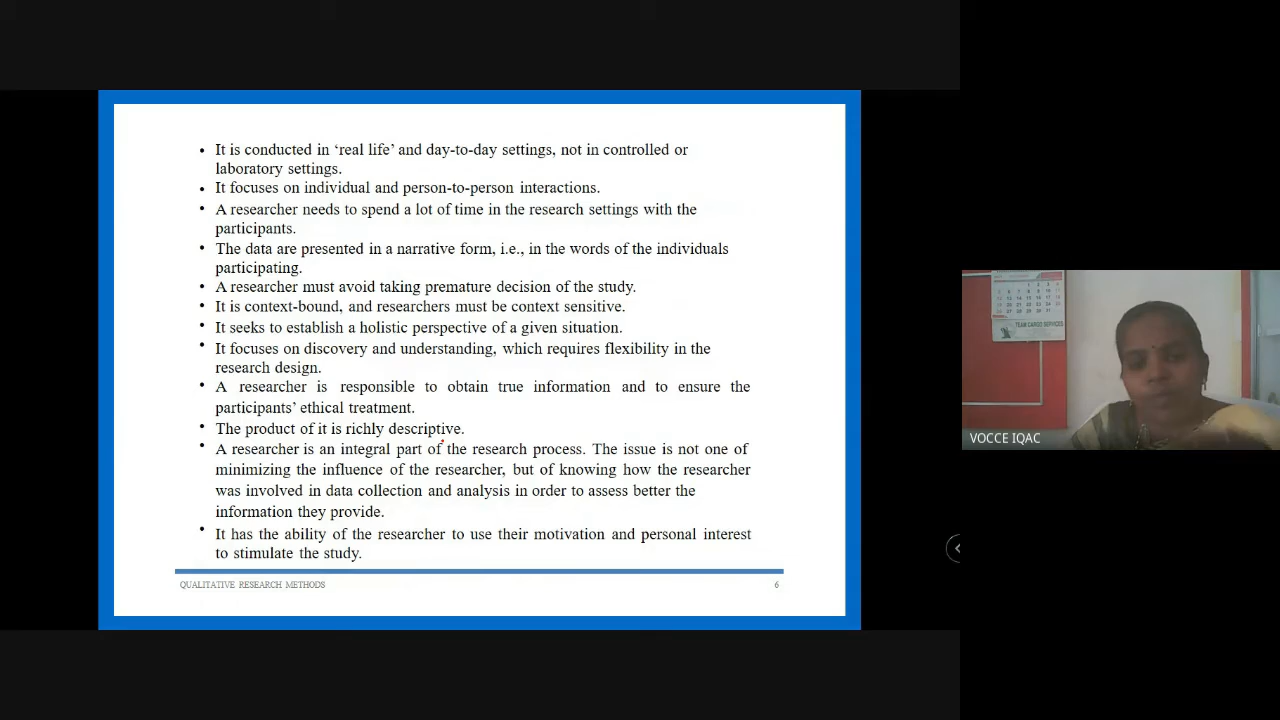 It is conducted in ‘real life’ and day-to-day settings, not in controlled or
laboratory settings.
It focuses on individual and person-to-person interactions.
A researcher needs to spend a lot of time in the research settings with the
participants.
The data are presented in a narrative form, i.e., in the words of the individuals
participating.
A researcher must avoid taking premature decision of the study.
It is context-bound, and researchers must be context sensitive.
It seeks to establish a holistic perspective of a given situation.
It focuses on discovery and understanding, which requires flexibility in the
research design.
A researcher is responsible to obtain true information and to ensure the
participants’ ethical treatment.
The product of it is richly descriptive.
A researcher is an integral part of the research process. The issue is not one of
minimizing the influence of the researcher, but of knowing how the researcher
was involved in data collection and analysis in order to assess better the
information they provide.
It has the ability of the researcher to use their motivation and personal interest
to stimulate the study.
QUALITATIVE RESEARCH METHODS 6
TEAM CARGO SERVICES
VOCCE IQAC